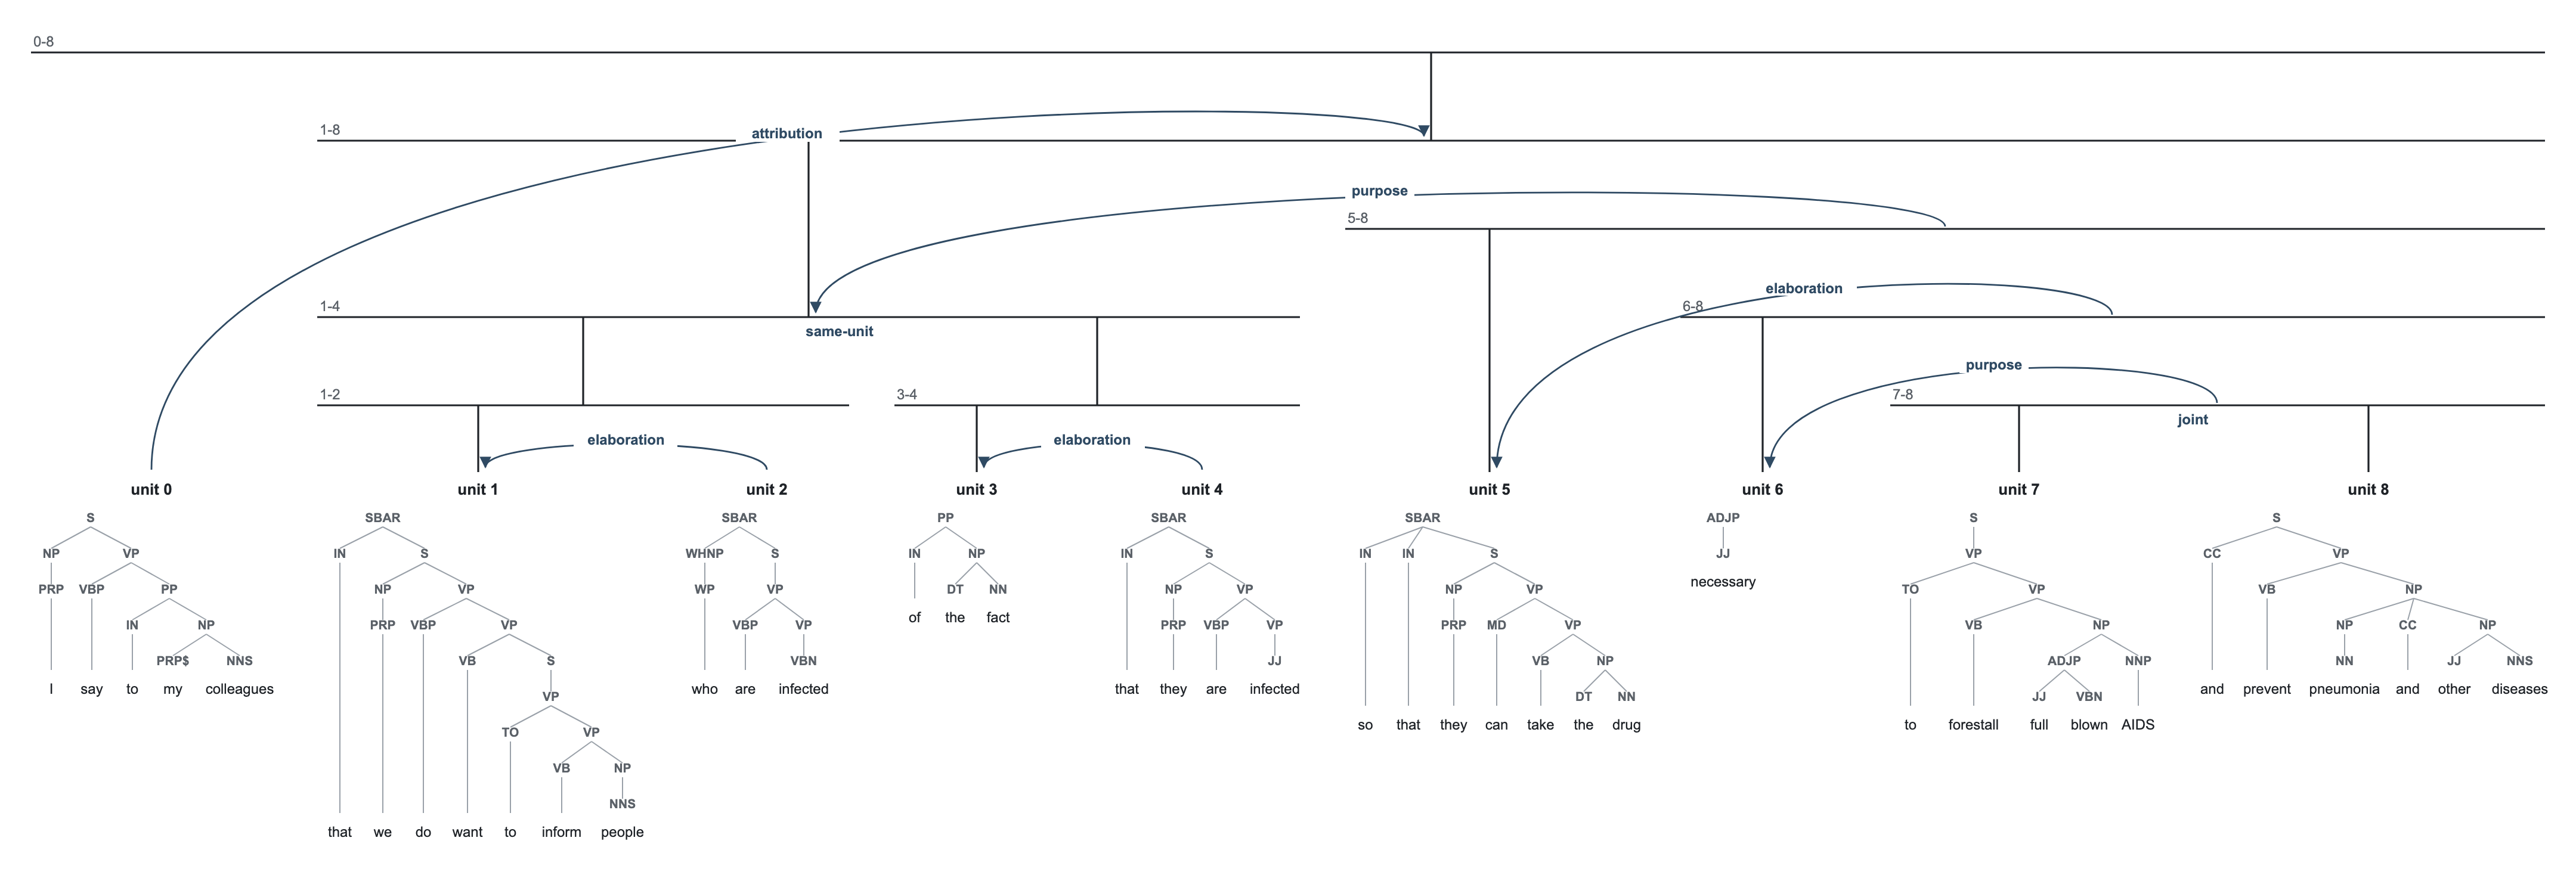 0-8
1-8 attribution
purpose
5-8
elaboration
1-4 6-8
same-unit
purpose
1-2 3-4 7-8
joint
elaboration elaboration
unit 0 unit 1 unit 2 unit 3 unit 4 unit 5 unit 6 unit 7 unit 8
S SBAR SBAR PP SBAR SBAR ADJP S S
NP VP IN S WHNP S IN NP IN S IN IN S JJ VP CC VP
necessary
PRP VBP PP NP VP WP VP DT NN NP VP NP VP TO VP VB NP
of the fact
IN NP PRP VBP VP VBP VP PRP VBP VP PRP MD VP VB NP NP CC NP
PRP$ NNS VB S VBN JJ VB NP ADJP NNP NN JJ NNS
I say to my colleagues who are infected that they are infected and prevent pneumonia and other diseases
VP DT NN JJ VBN
so that they can take the drug to forestall full blown AIDS
TO VP
VB NP
NNS
that we do want to inform people